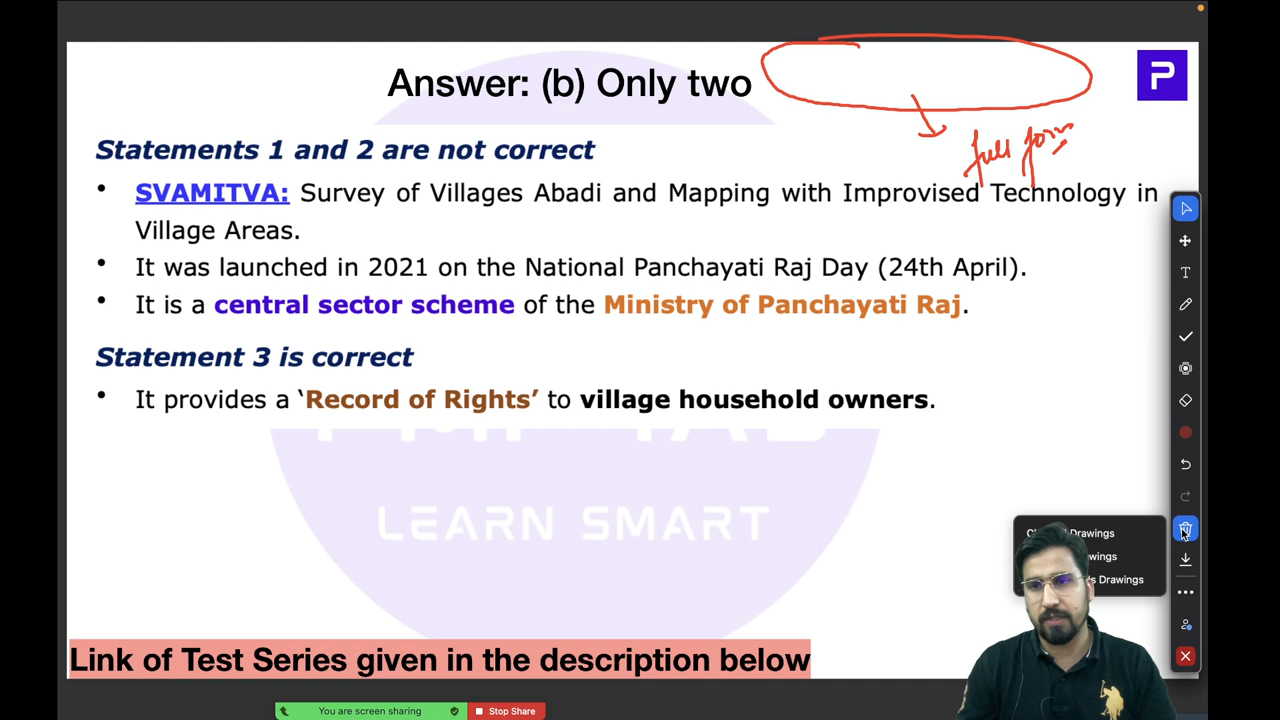 Answer: (b) Only two
P
full form
Statements 1 and 2 are not correct
• SVAMITVA: Survey of Villages Abadi and Mapping with Improvised Technology in
Village Areas.
• It was launched in 2021 on the National Panchayati Raj Day (24th April).
• It is a central sector scheme of the Ministry of Panchayati Raj.
Statement 3 is correct
• It provides a ‘Record of Rights’ to village household owners.
LEARN SMART
Drawings
Drawings
Link of Test Series given in the description below
You are screen sharing
Stop Share